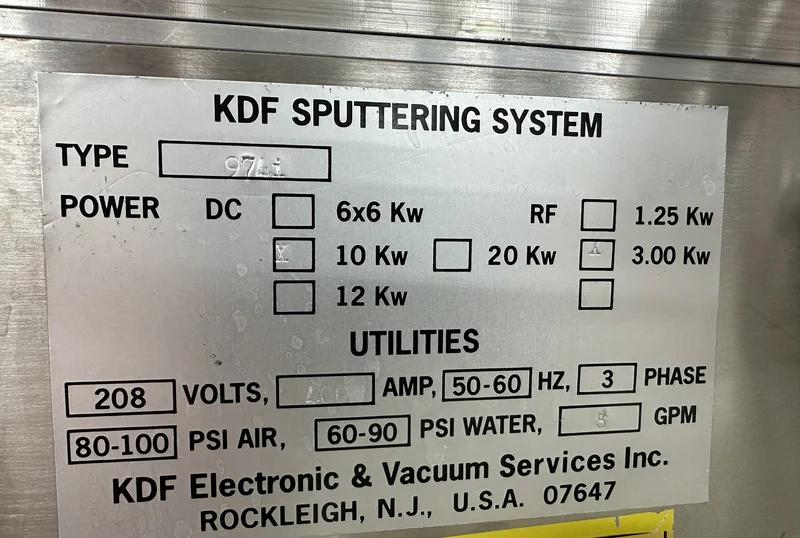 KDF SPUTTERING SYSTEM
TYPE 974i
POWER DC 6x6 Kw RF 1.25 Kw
X 10 Kw 20 Kw X 3.00 Kw
12 Kw
UTILITIES
208 VOLTS, AMP, 50-60 HZ, 3 PHASE
80-100 PSI AIR, 60-90 PSI WATER, GPM
KDF Electronic & Vacuum Services Inc.
ROCKLEIGH, N.J., U.S.A. 07647